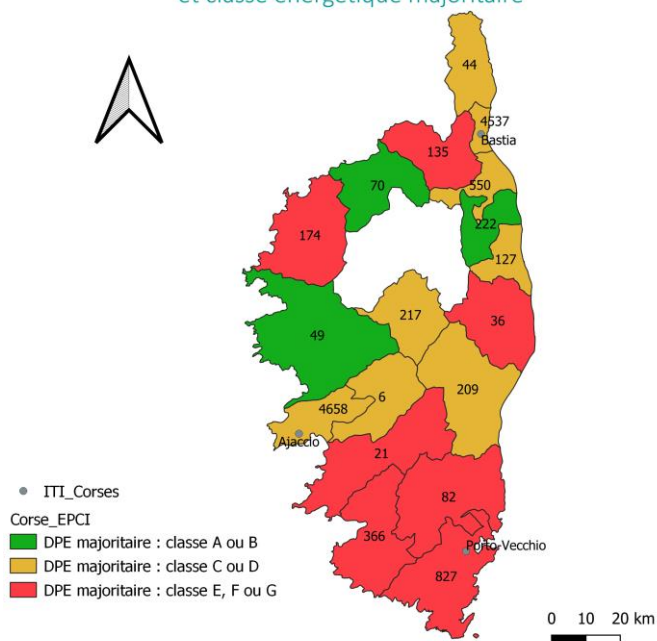 et classe énergétique majoritaire
44
4537
Bastia
135
550
70
222
174
127
217
36
49
209
6
4658
Ajaccio
21
82
366
Porto-Vecchio
827
ITI_Corses
Corse_EPCI
DPE majoritaire : classe A ou B
DPE majoritaire : classe C ou D
DPE majoritaire : classe E, F ou G
0 10 20 km